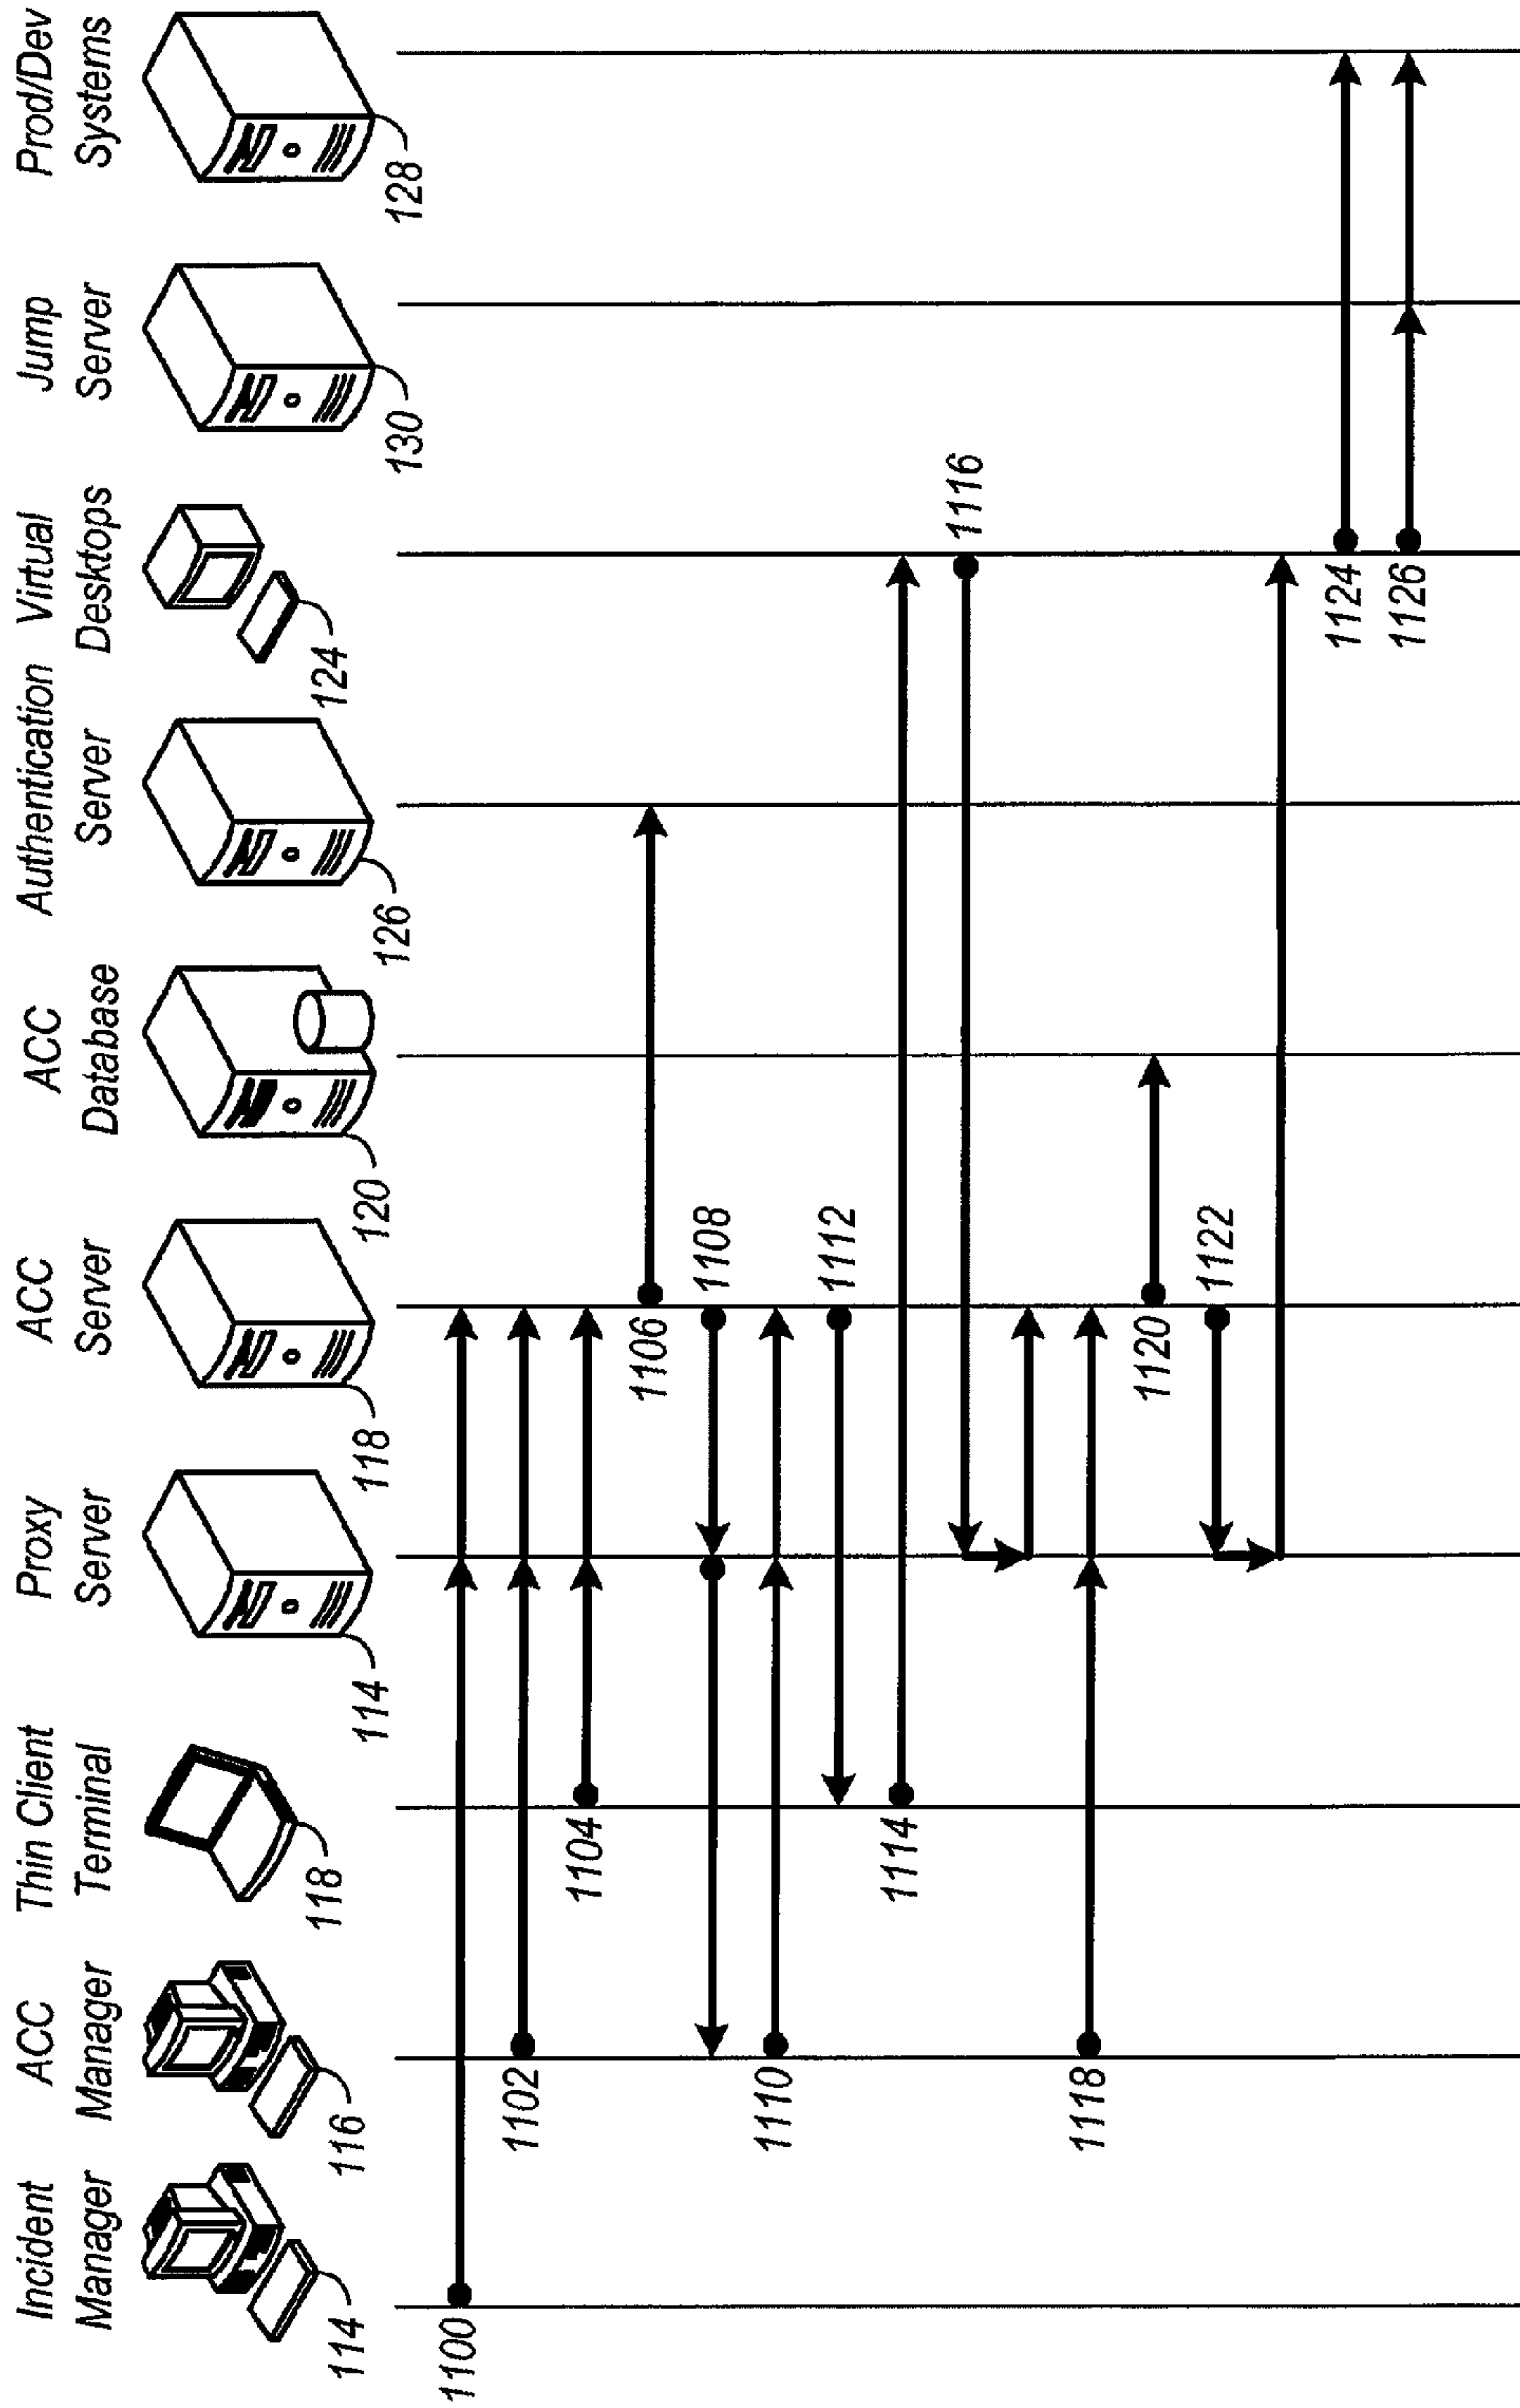 Incident
Manager
ACC
Manager
Thin Client
Terminal
Proxy
Server
ACC
Server
ACC
Database
Authentication
Server
Virtual
Desktops
Jump
Server
Prod/Dev
Systems
114
116
118
114
118
120
126
124
130
128
1100
1102
1104
1106
1108
1110
1112
1114
1116
1118
1120
1122
1124
1126